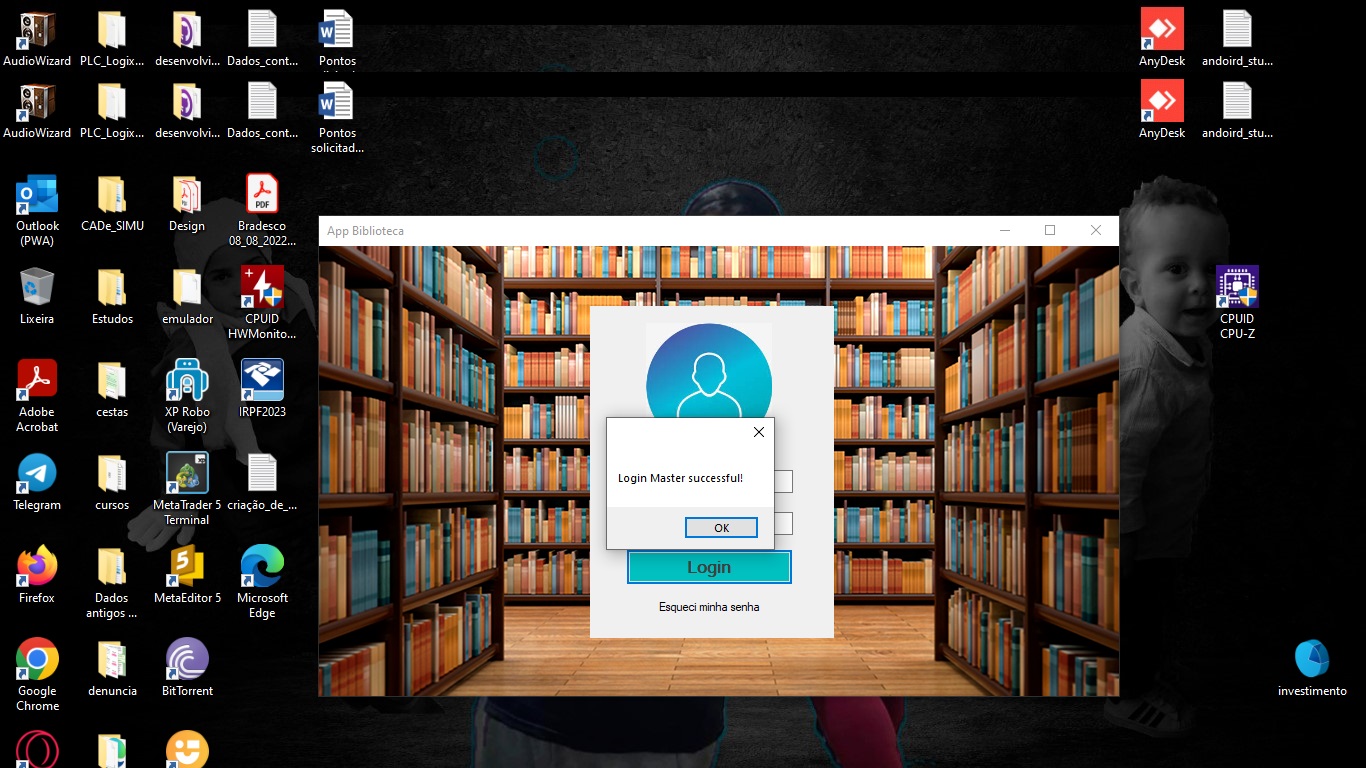 AudioWizard
PLC_Logix...
desenvolvi...
Dados_cont...
Pontos
AnyDesk
andoird_stu...
AudioWizard
PLC_Logix...
desenvolvi...
Dados_cont...
Pontos
solicitad...
AnyDesk
andoird_stu...
Outlook
(PWA)
CADe_SIMU
Design
PDF
Bradesco
08_08_2022...
App Biblioteca
Lixeira
Estudos
emulador
CPUID
HWMonito...
CPUID
CPU-Z
Adobe
Acrobat
cestas
XP Robo
(Varejo)
IRPF2023
Telegram
cursos
MetaTrader 5
Terminal
criação_de_...
Login Master successful!
OK
Login
Esqueci minha senha
Firefox
Dados
antigos ...
MetaEditor 5
Microsoft
Edge
Google
Chrome
denuncia
BitTorrent
investimento